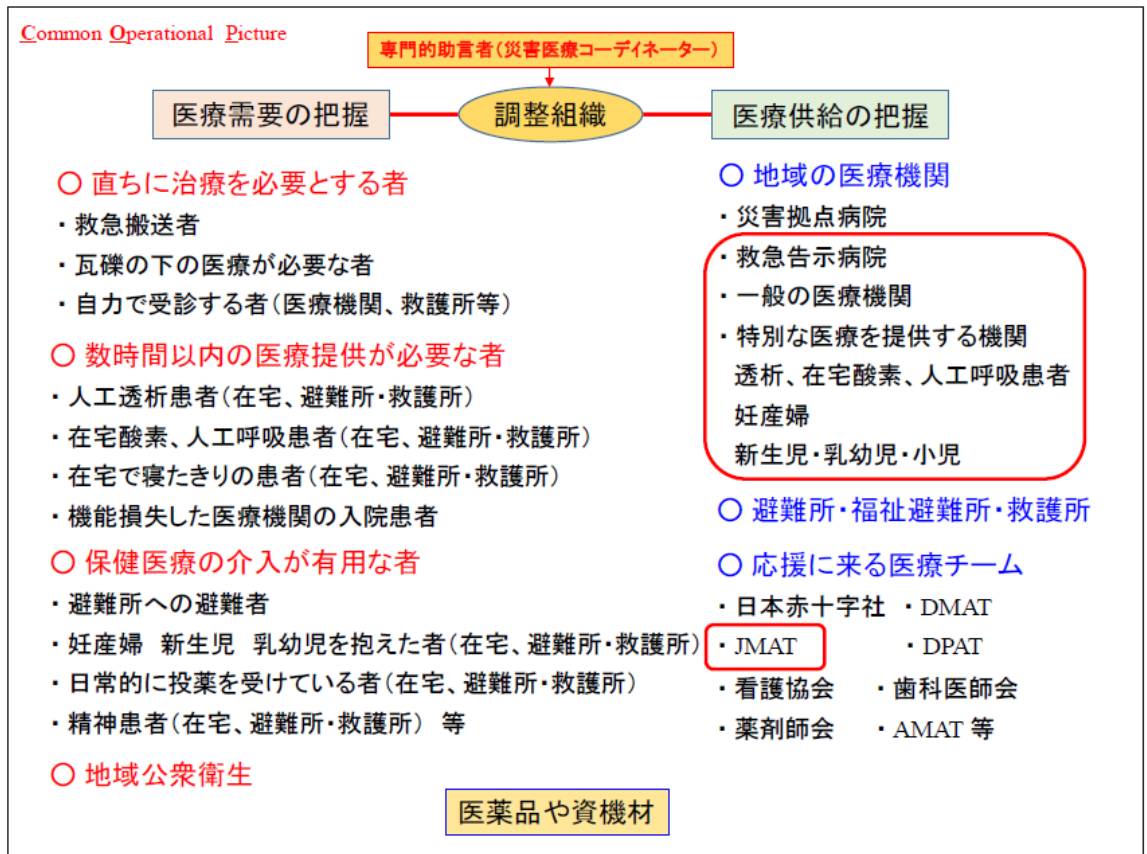 Common Operational Picture
専門的助言者(災害医療コーデイネーター)
医療需要の把握
調整組織
医療供給の把握
〇 直ちに治療を必要とする者
・救急搬送者
・瓦礫の下の医療が必要な者
・自力で受診する者(医療機関、救護所等)
〇 数時間以内の医療提供が必要な者
・人工透析患者(在宅、避難所・救護所)
・在宅酸素、人工呼吸患者(在宅、避難所・救護所)
・在宅で寝たきりの患者(在宅、避難所・救護所)
・機能損失した医療機関の入院患者
〇 保健医療の介入が有用な者
・避難所への避難者
・妊産婦 新生児 乳幼児を抱えた者(在宅、避難所・救護所)
・日常的に投薬を受けている者(在宅、避難所・救護所)
・精神患者(在宅、避難所・救護所) 等
〇 地域公衆衛生
〇 地域の医療機関
・災害拠点病院
・救急告示病院
・一般の医療機関
・特別な医療を提供する機関
透析、在宅酸素、人工呼吸患者
妊産婦
新生児・乳幼児・小児
〇 避難所・福祉避難所・救護所
〇 応援に来る医療チーム
・日本赤十字社 ・DMAT
・JMAT ・DPAT
・看護協会 ・歯科医師会
・薬剤師会 ・AMAT 等
医薬品や資機材